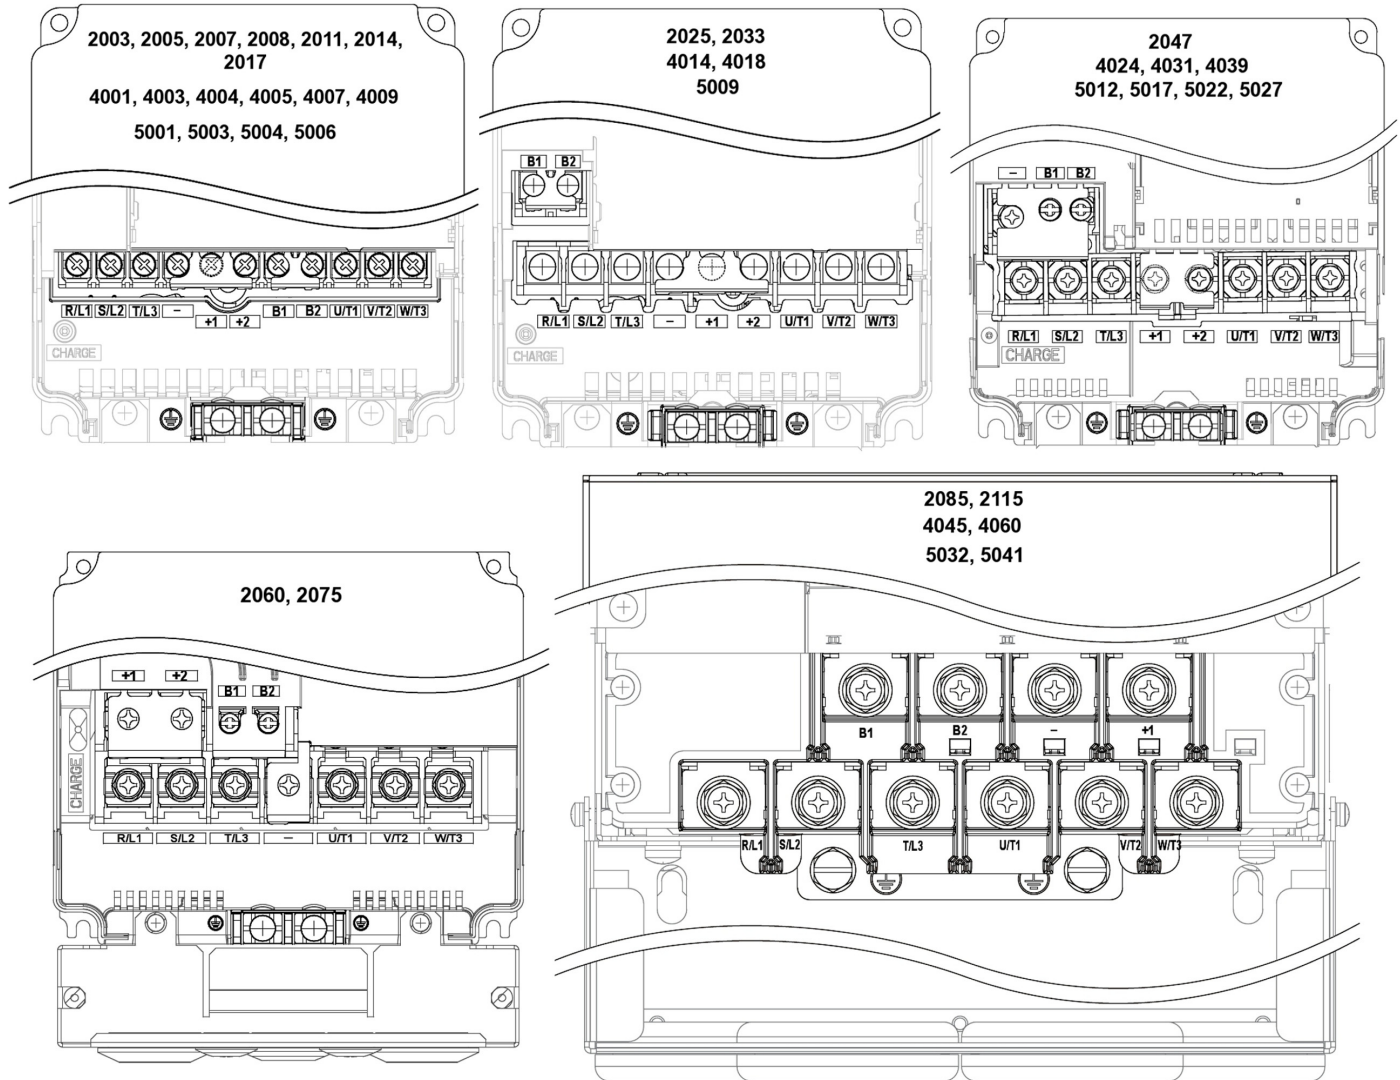 2003, 2005, 2007, 2008, 2011, 2014,
2017
4001, 4003, 4004, 4005, 4007, 4009
5001, 5003, 5004, 5006
R/L1 S/L2 T/L3 − +1 +2 B1 B2 U/T1 V/T2 W/T3
CHARGE
2025, 2033
4014, 4018
5009
B1 B2
R/L1 S/L2 T/L3 − +1 +2 U/T1 V/T2 W/T3
CHARGE
2047
4024, 4031, 4039
5012, 5017, 5022, 5027
− B1 B2
R/L1 S/L2 T/L3 +1 +2 U/T1 V/T2 W/T3
CHARGE
2060, 2075
+1 +2
B1 B2
CHARGE
R/L1 S/L2 T/L3 − U/T1 V/T2 W/T3
2085, 2115
4045, 4060
5032, 5041
B1 B2 − +1
R/L1 S/L2 T/L3 U/T1 V/T2 W/T3